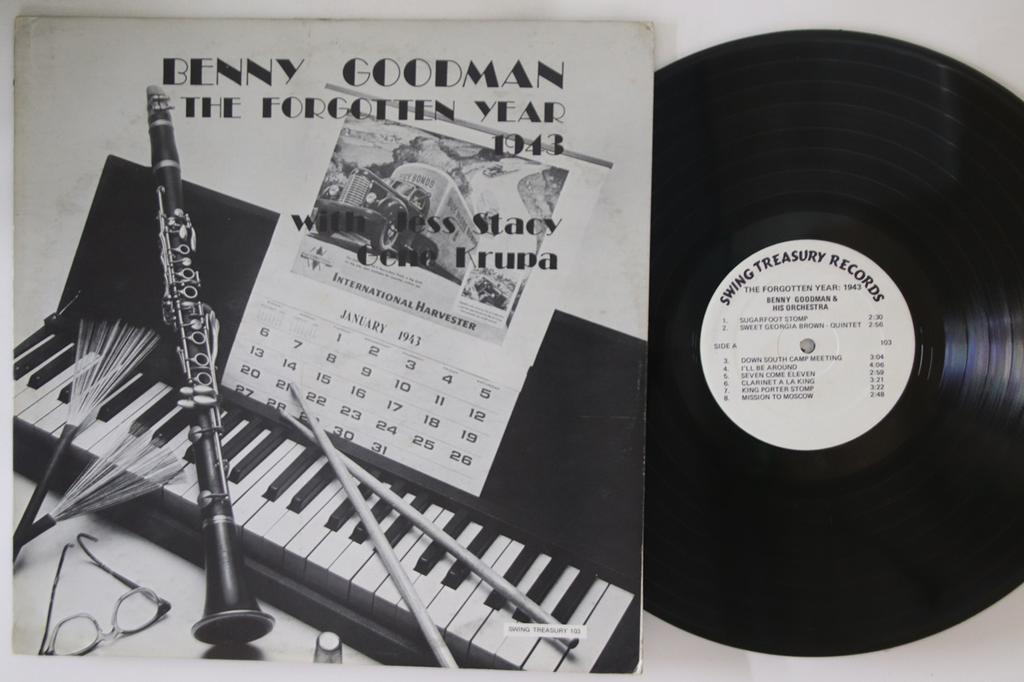 BENNY GOODMAN
THE FORGOTTEN YEAR
1943
with Jess Stacy
Gene Krupa
BONDS
INTERNATIONAL HARVESTER
JANUARY 1943
1 2 3 4 5
6 7 8 9 10 11 12
13 14 15 16 17 18 19
20 21 22 23 24 25 26
27 30 31
SWING TREASURY 103
SWING TREASURY RECORDS
THE FORGOTTEN YEAR: 1943
BENNY GOODMAN &
HIS ORCHESTRA
1. SUGARFOOT STOMP 2:30
2. SWEET GEORGIA BROWN - QUINTET 2:56
SIDE A 103
3. DOWN SOUTH CAMP MEETING 3:04
4. I'LL BE AROUND 4:06
5. SEVEN COME ELEVEN 2:59
6. CLARINET A LA KING 3:21
7. KING PORTER STOMP 3:22
8. MISSION TO MOSCOW 2:48